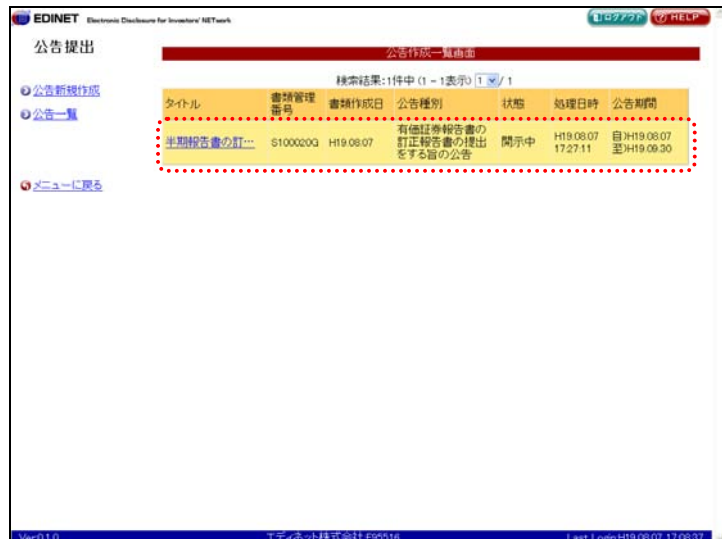 EDINET Electronic Disclosure for Investors' NETwork
ログアウト HELP
公告提出
公告作成一覧画面
検索結果:1件中(1 - 1表示) 1 / 1
公告新規作成
公告一覧
メニューに戻る
タイトル 書類管理番号 書類作成日 公告種別 状態 処理日時 公告期間
半期報告書の訂… S100020G H19.08.07 有価証券報告書の訂正報告書の提出をする旨の公告 開示中 H19.08.07 17:27:11 自)H19.08.07 至)H19.09.30
Ver.0.1.0 エディネット株式会社 E95516 Last Login:H19.08.07 17:08:37